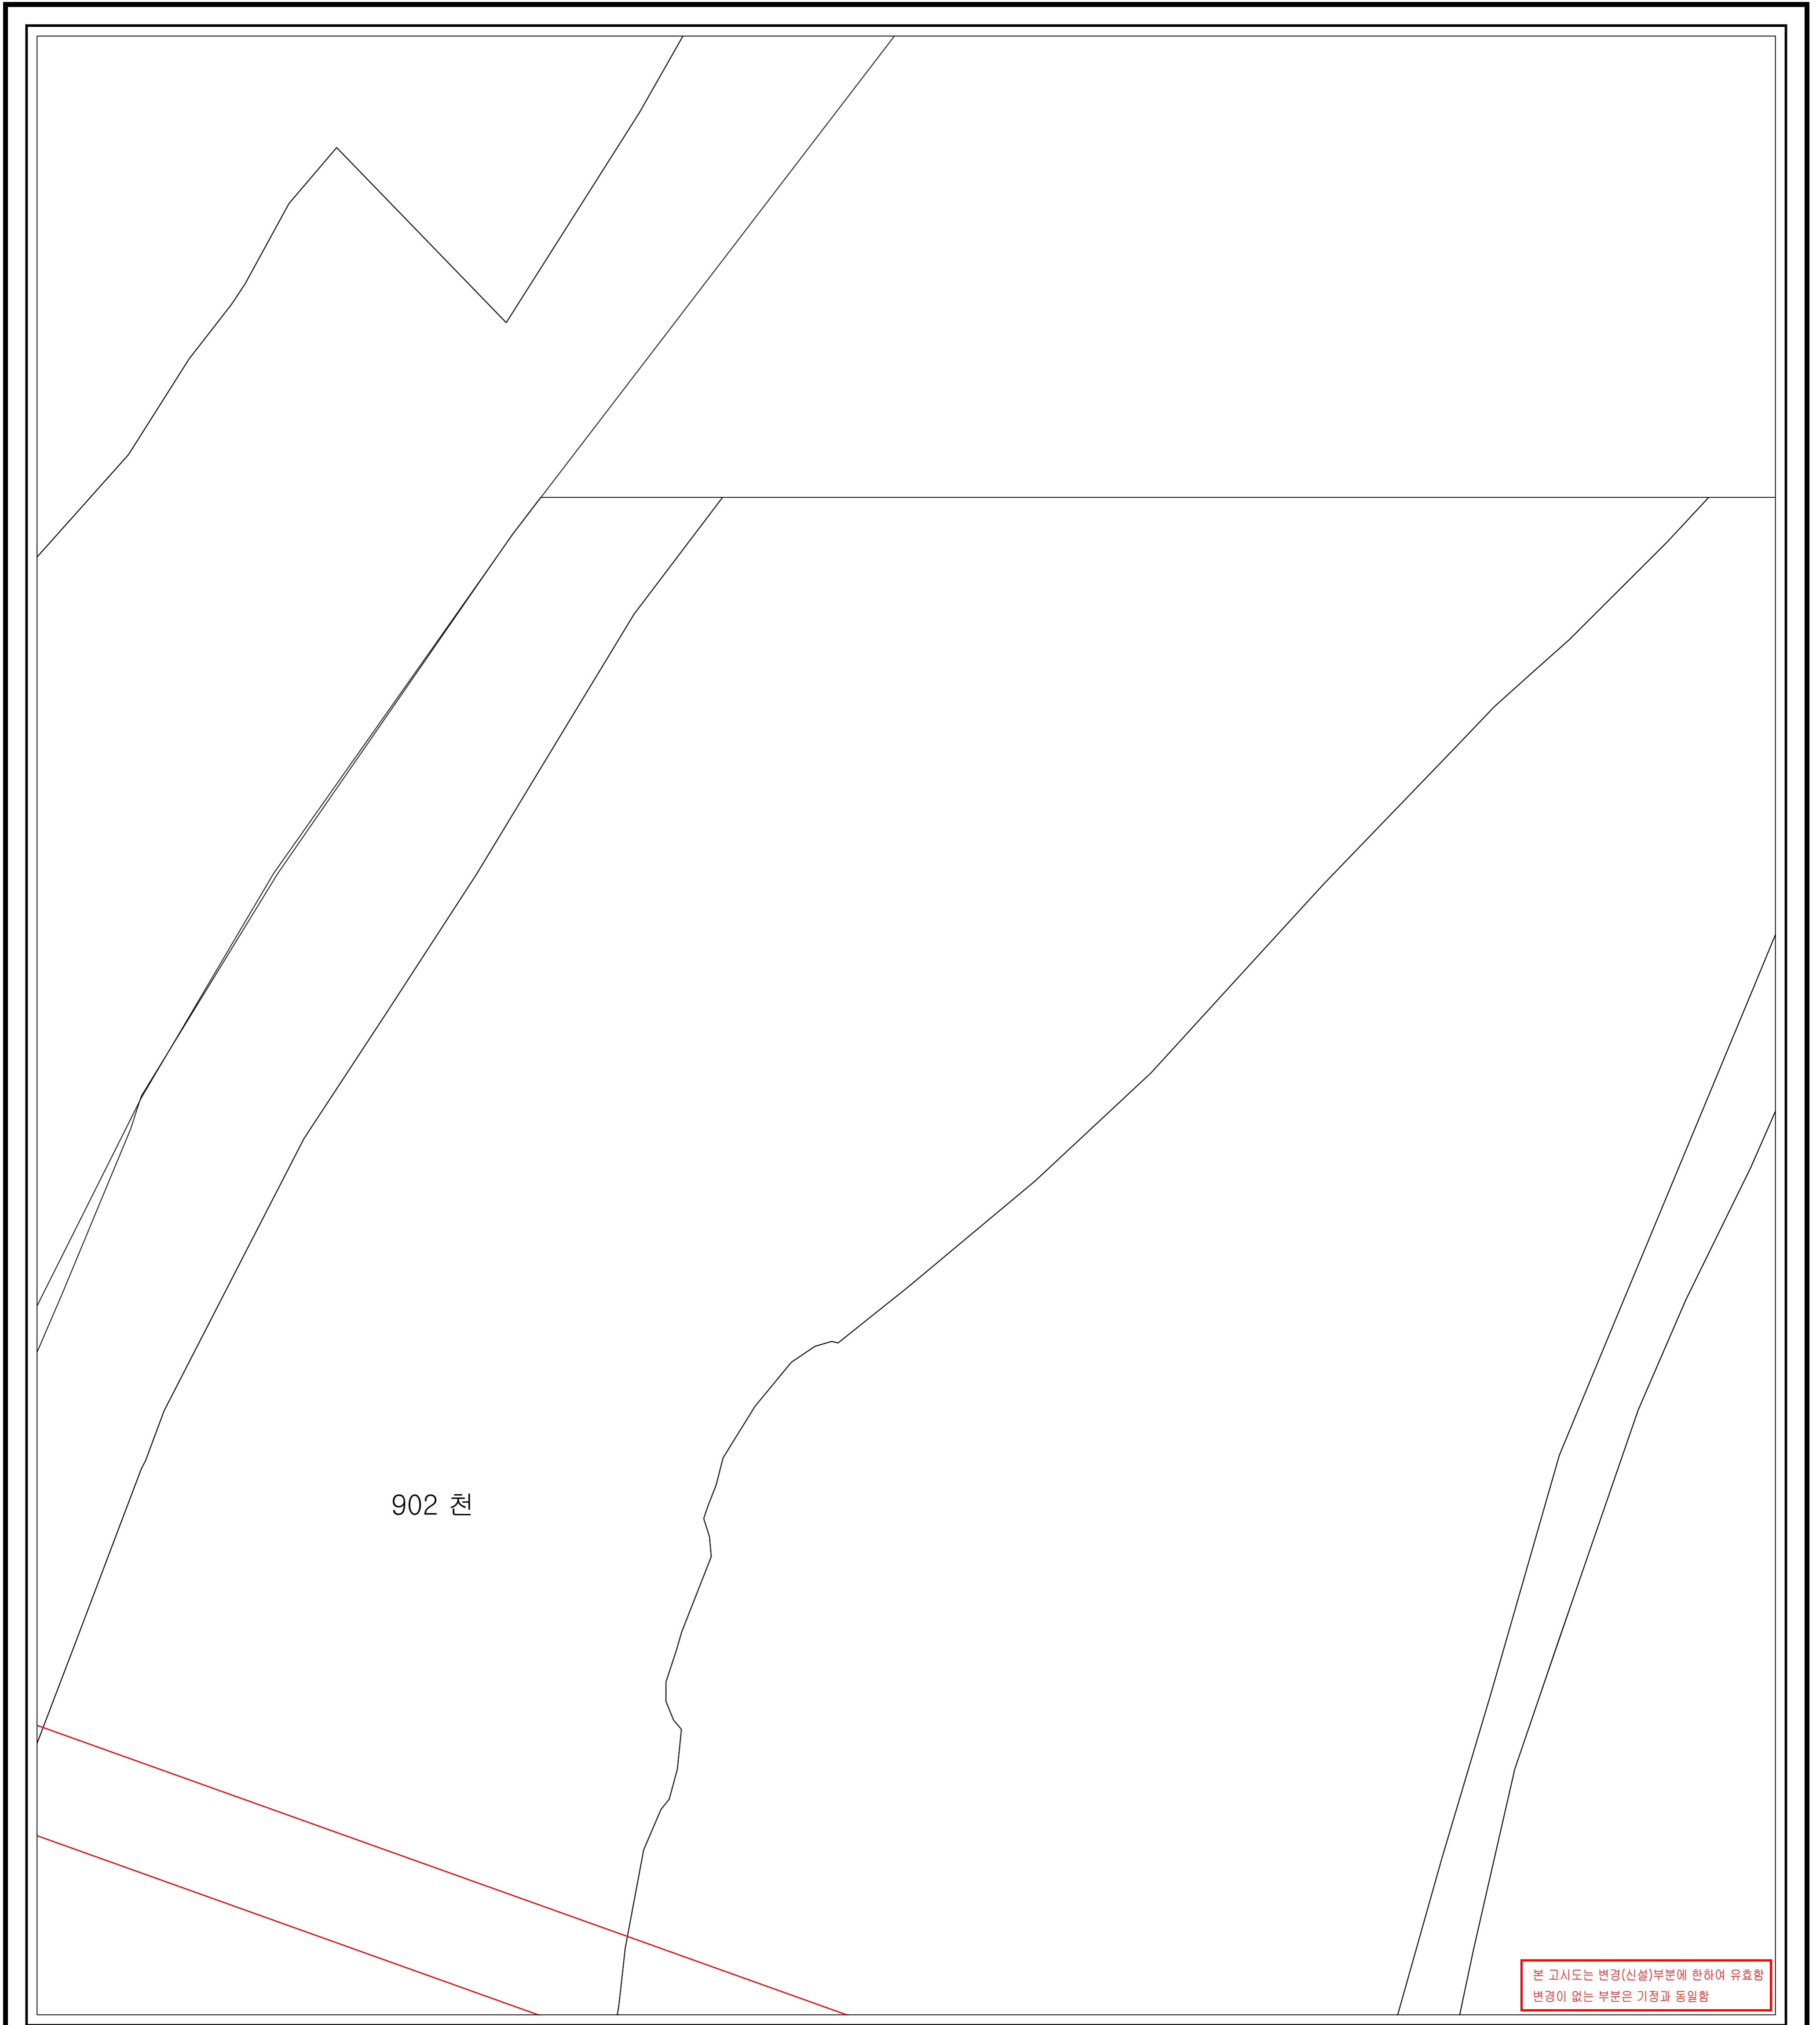 902 천
본 고시도는 변경(신설)부분에 한하여 유효함
변경이 없는 부분은 기정과 동일함